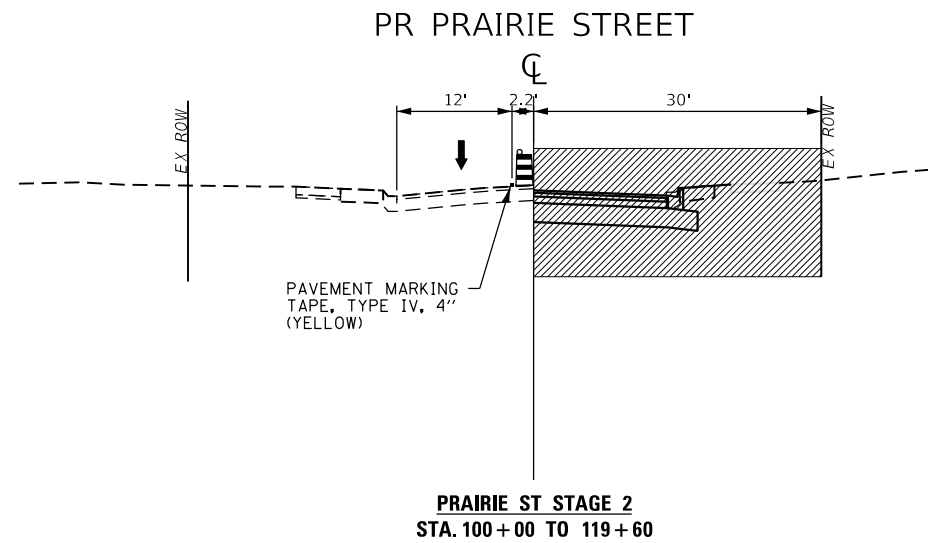 PR PRAIRIE STREET
℄
12' 2.2' 30'
EX ROW
EX ROW
PAVEMENT MARKING
TAPE, TYPE IV, 4''
(YELLOW)
PRAIRIE ST STAGE 2
STA. 100+00 TO 119+60